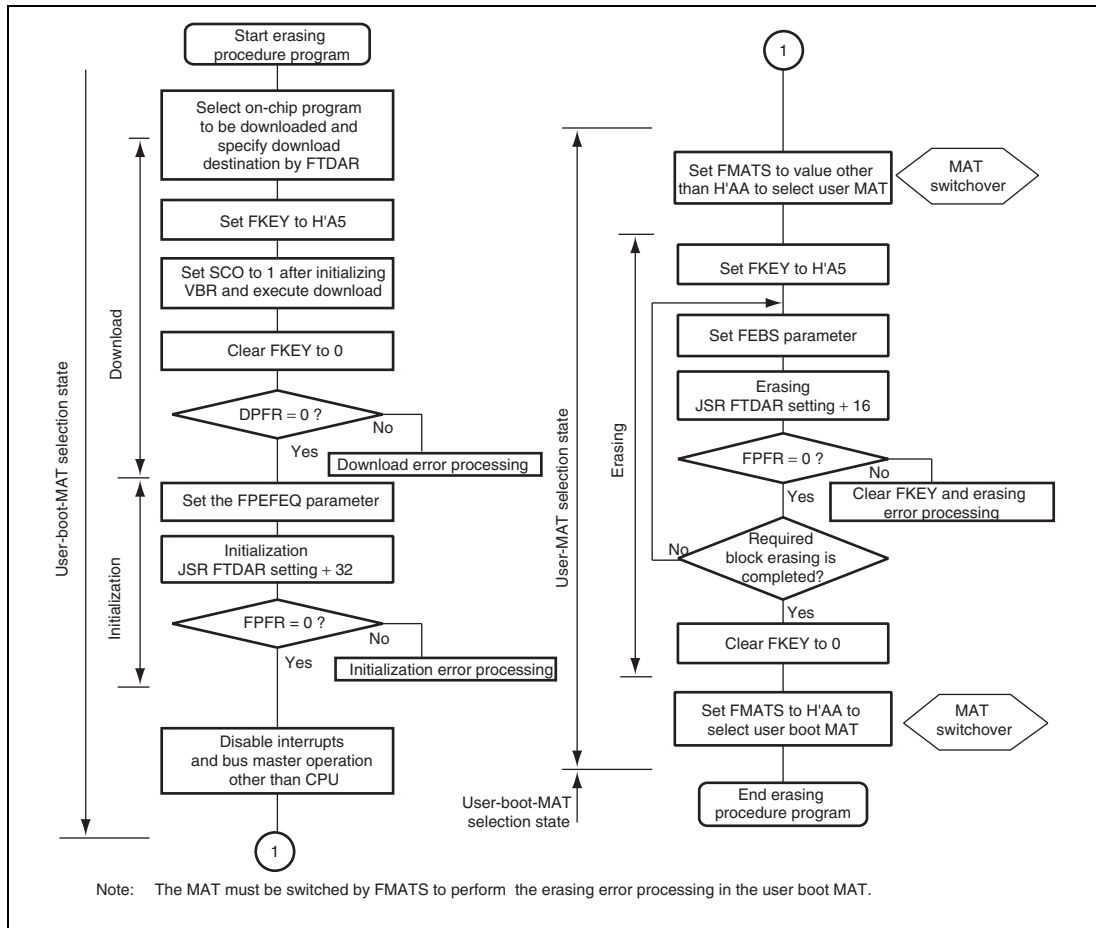 Start erasing
procedure program
Select on-chip program
to be downloaded and
specify download
destination by FTDAR
Set FKEY to H'A5
Set SCO to 1 after initializing
VBR and execute download
Clear FKEY to 0
DPFR = 0 ?
No
Yes
Download error processing
Set the FPEFEQ parameter
Initialization
JSR FTDAR setting + 32
FPFR = 0 ?
No
Yes
Initialization error processing
Disable interrupts
and bus master operation
other than CPU
1
User-boot-MAT selection state
Download
Initialization
1
Set FMATS to value other
than H'AA to select user MAT
MAT
switchover
Set FKEY to H'A5
Set FEBS parameter
Erasing
JSR FTDAR setting + 16
FPFR = 0 ?
No
Yes
Clear FKEY and erasing
error processing
Required
block erasing is
completed?
No
Yes
Clear FKEY to 0
Set FMATS to H'AA to
select user boot MAT
MAT
switchover
End erasing
procedure program
User-MAT selection state
Erasing
User-boot-MAT
selection state
Note: The MAT must be switched by FMATS to perform the erasing error processing in the user boot MAT.